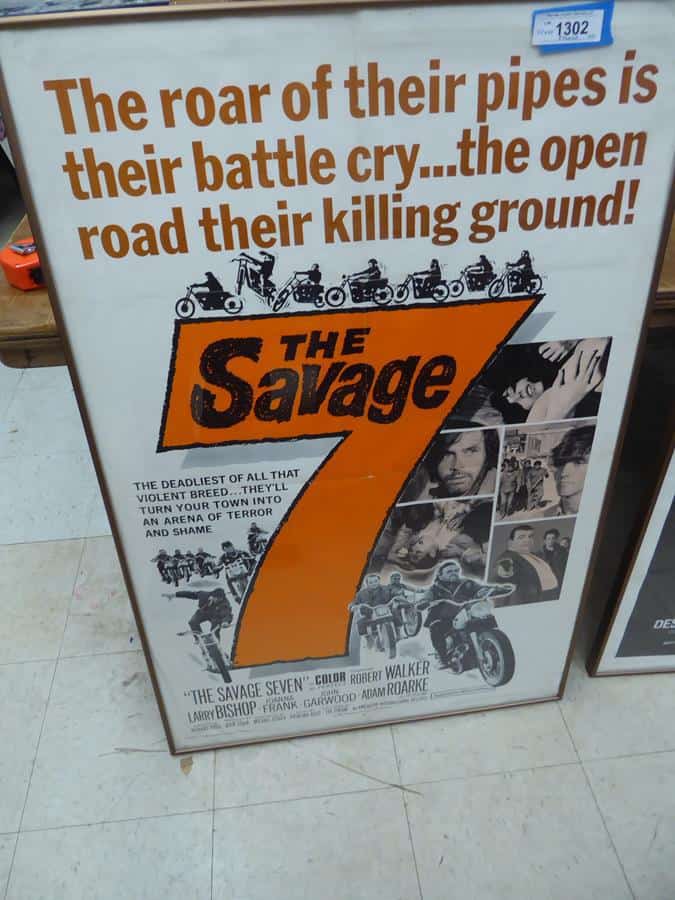 1302
The roar of their pipes is
their battle cry...the open
road their killing ground!
THE
Savage
7
THE DEADLIEST OF ALL THAT
VIOLENT BREED...THEY'LL
TURN YOUR TOWN INTO
AN ARENA OF TERROR
AND SHAME
"THE SAVAGE SEVEN" COLOR ROBERT WALKER
LARRY BISHOP · JOANNA FRANK · JOHN GARWOOD · ADAM ROARKE
DES